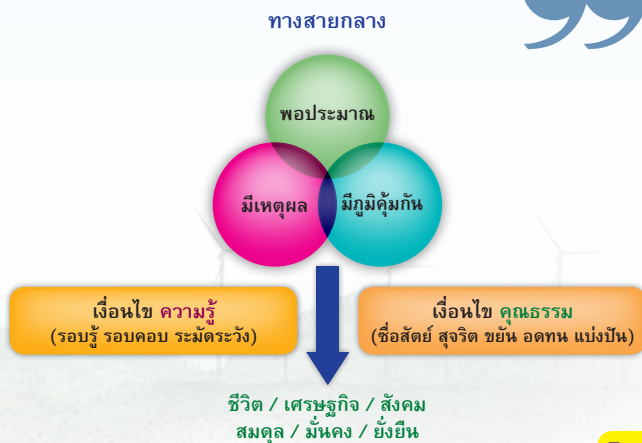 ทางสายกลาง
พอประมาณ
มีเหตุผล
มีภูมิคุ้มกัน
เงื่อนไข ความรู้
(รอบรู้ รอบคอบ ระมัดระวัง)
เงื่อนไข คุณธรรม
(ซื่อสัตย์ สุจริต ขยัน อดทน แบ่งปัน)
ชีวิต / เศรษฐกิจ / สังคม
สมดุล / มั่นคง / ยั่งยืน